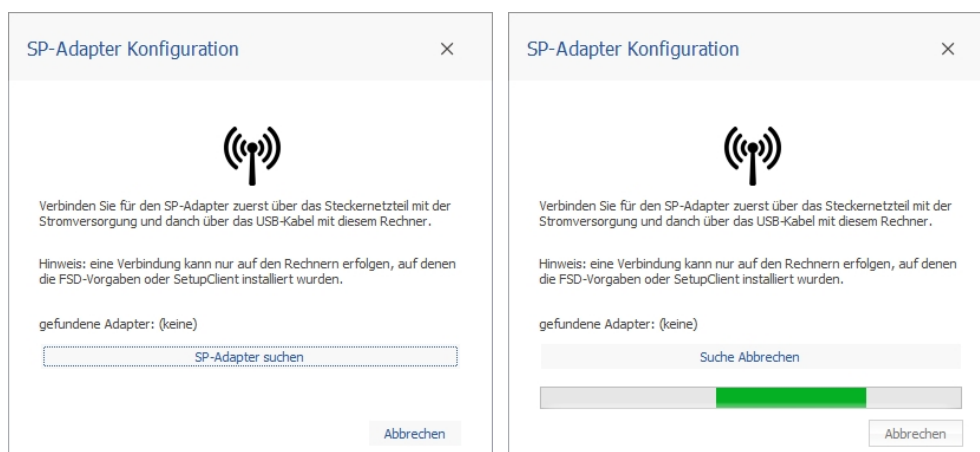 SP-Adapter Konfiguration
Verbinden Sie für den SP-Adapter zuerst über das Steckernetzteil mit der
Stromversorgung und danch über das USB-Kabel mit diesem Rechner.
Hinweis: eine Verbindung kann nur auf den Rechnern erfolgen, auf denen
die FSD-Vorgaben oder SetupClient installiert wurden.
gefundene Adapter: (keine)
SP-Adapter suchen
Abbrechen
SP-Adapter Konfiguration
Verbinden Sie für den SP-Adapter zuerst über das Steckernetzteil mit der
Stromversorgung und danch über das USB-Kabel mit diesem Rechner.
Hinweis: eine Verbindung kann nur auf den Rechnern erfolgen, auf denen
die FSD-Vorgaben oder SetupClient installiert wurden.
gefundene Adapter: (keine)
Suche Abbrechen
Abbrechen